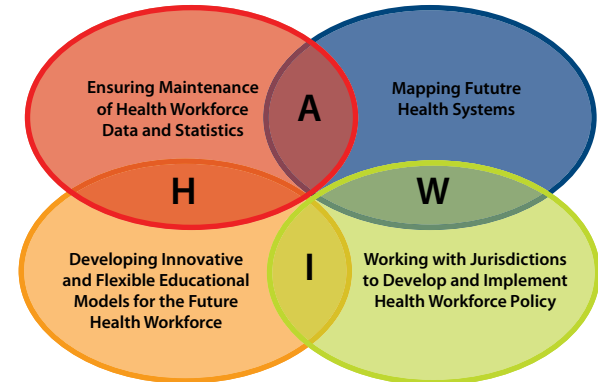 Ensuring Maintenance
of Health Workforce
Data and Statistics
A
Mapping Fututre
Health Systems
H
W
Developing Innovative
and Flexible Educational
Models for the Future
Health Workforce
I
Working with Jurisdictions
to Develop and Implement
Health Workforce Policy